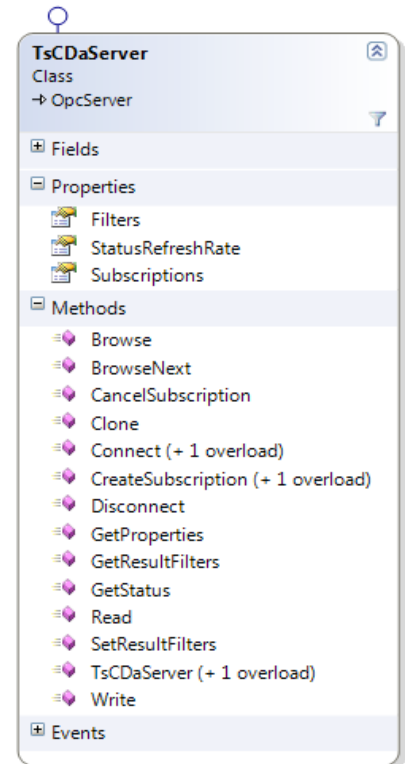 TsCDaServer
Class
OpcServer
Fields
Properties
Filters
StatusRefreshRate
Subscriptions
Methods
Browse
BrowseNext
CancelSubscription
Clone
Connect (+ 1 overload)
CreateSubscription (+ 1 overload)
Disconnect
GetProperties
GetResultFilters
GetStatus
Read
SetResultFilters
TsCDaServer (+ 1 overload)
Write
Events